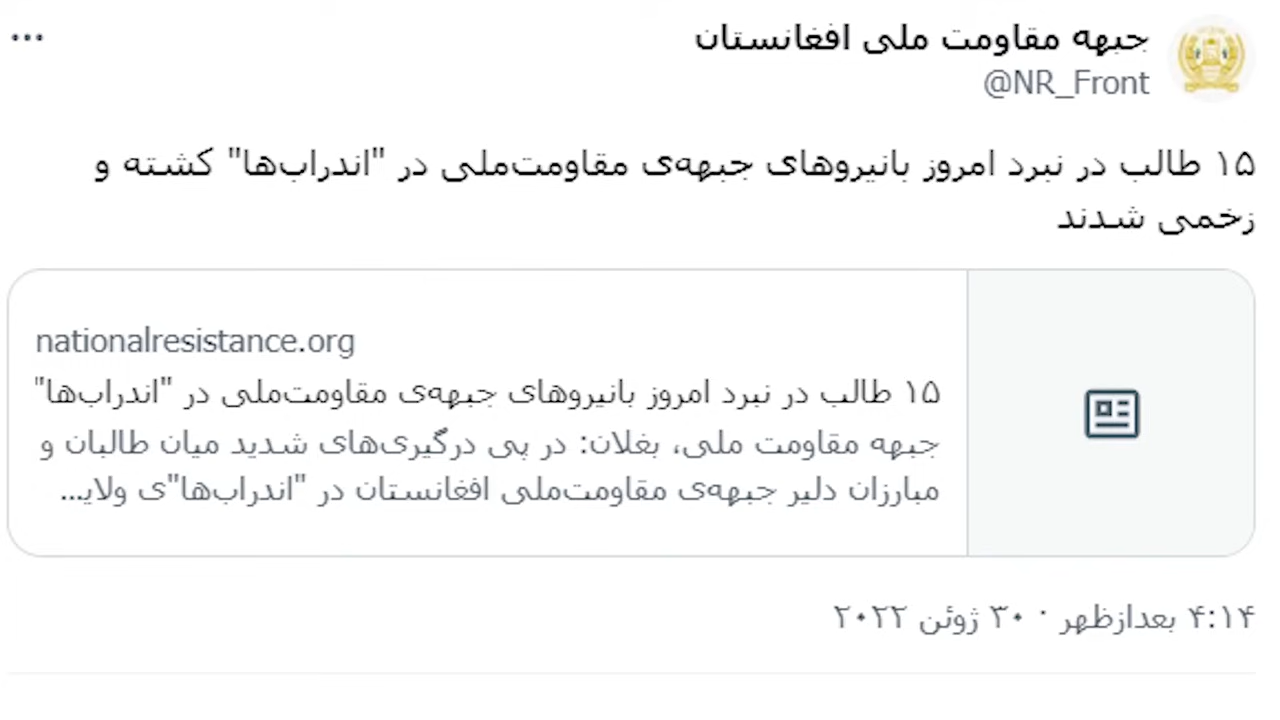 جبهه مقاومت ملی افغانستان
@NR_Front
۱۵ طالب در نبرد امروز بانیروهای جبهه‌ی مقاومت‌ملی در "اندراب‌ها" کشته و
زخمی شدند
nationalresistance.org
۱۵ طالب در نبرد امروز بانیروهای جبهه‌ی مقاومت‌ملی در "اندراب‌ها"
جبهه مقاومت ملی، بغلان: در پی درگیری‌های شدید میان طالبان و
مبارزان دلیر جبهه‌ی مقاومت‌ملی افغانستان در "اندراب‌ها"ی ولایـ...
۴:۱۴ بعدازظهر · ۳۰ ژوئن ۲۰۲۲